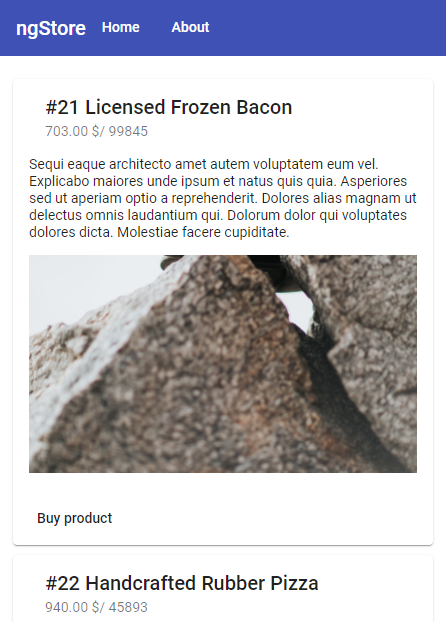 ngStore Home About
#21 Licensed Frozen Bacon
703.00 $/ 99845
Sequi eaque architecto amet autem voluptatem eum vel.
Explicabo maiores unde ipsum et natus quis quia. Asperiores
sed ut aperiam optio a reprehenderit. Dolores alias magnam ut
delectus omnis laudantium qui. Dolorum dolor qui voluptates
dolores dicta. Molestiae facere cupiditate.
Buy product
#22 Handcrafted Rubber Pizza
940.00 $/ 45893